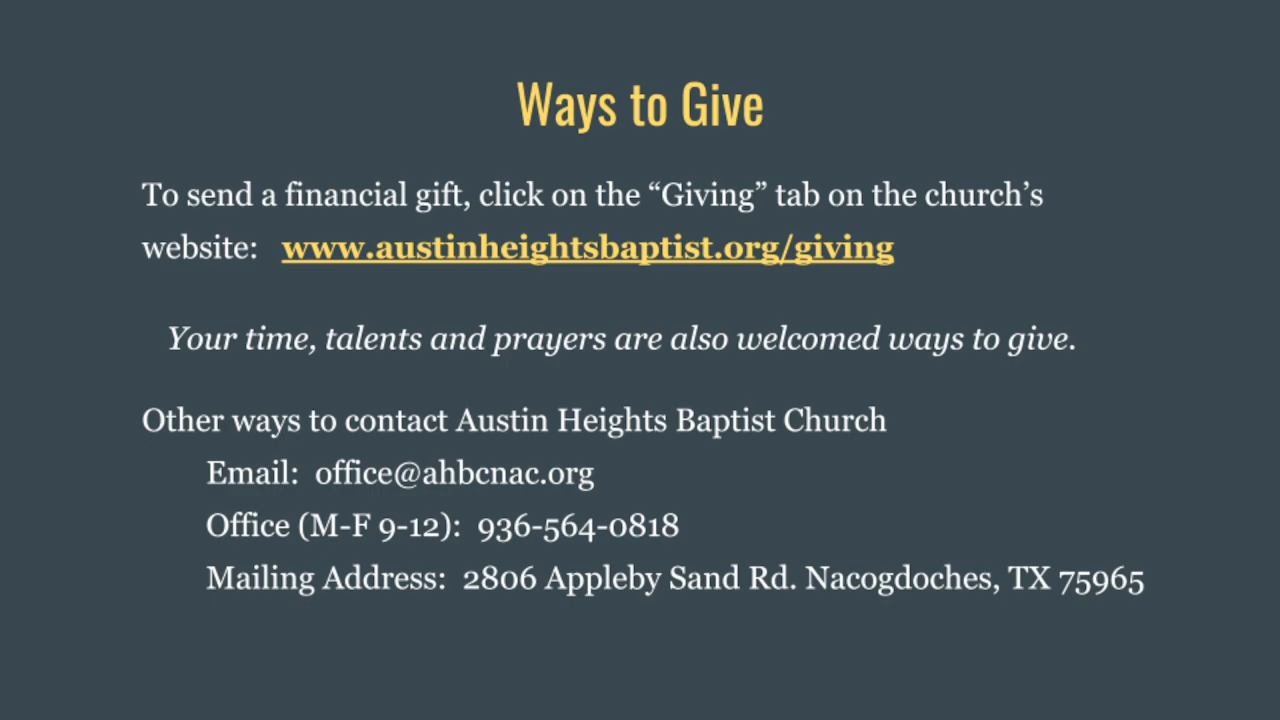 Ways to Give
To send a financial gift, click on the “Giving” tab on the church’s
website: www.austinheightsbaptist.org/giving
Your time, talents and prayers are also welcomed ways to give.
Other ways to contact Austin Heights Baptist Church
Email: office@ahbcnac.org
Office (M-F 9-12): 936-564-0818
Mailing Address: 2806 Appleby Sand Rd. Nacogdoches, TX 75965